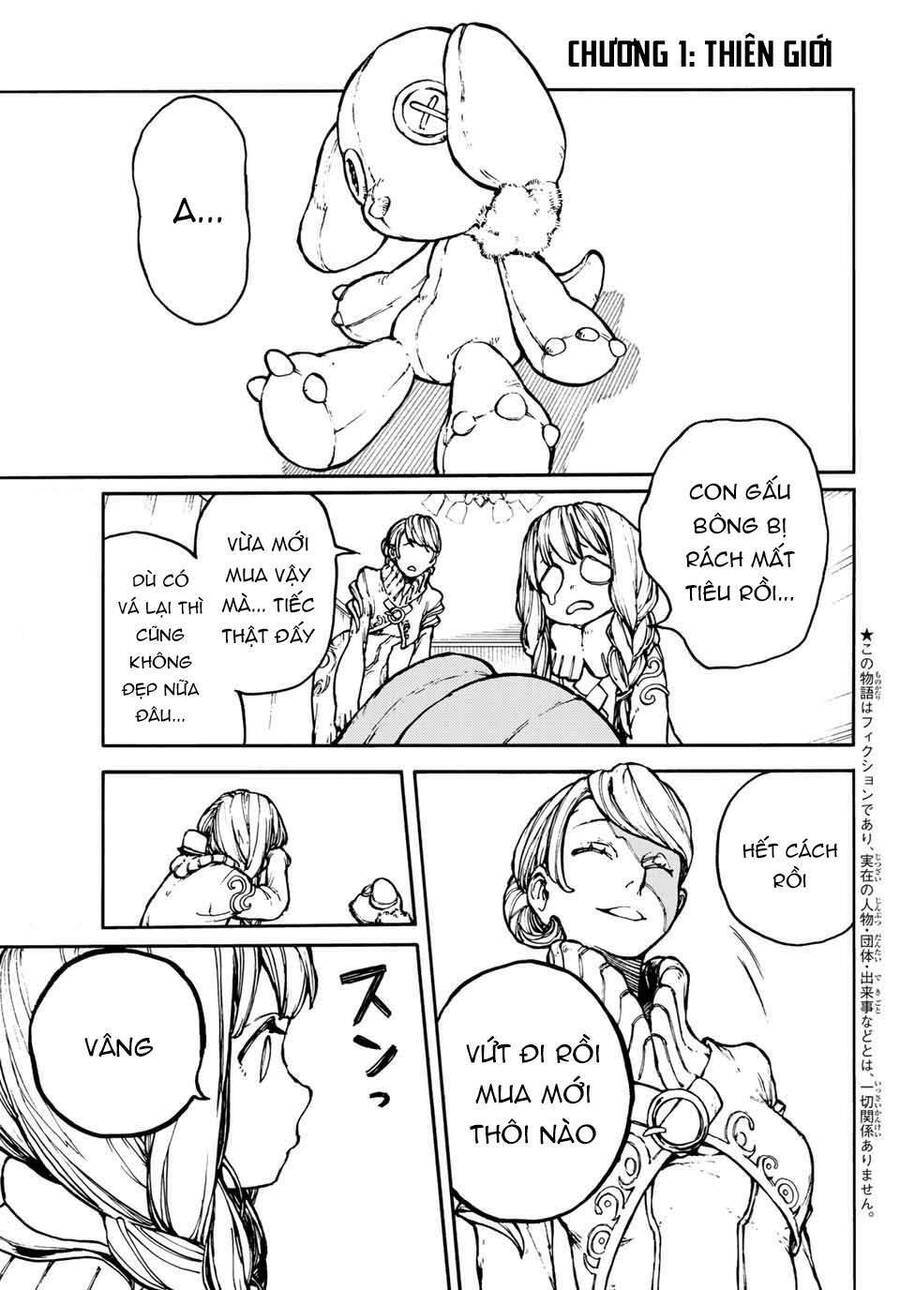 CHƯƠNG 1: THIÊN GIỚI
A...
CON GẤU
BÔNG BỊ
RÁCH MẤT
TIÊU RỒI...
VỪA MỚI
MUA VẬY
MÀ... TIẾC
THẬT ĐẤY
DÙ CÓ
VÁ LẠI THÌ
CŨNG
KHÔNG
ĐẸP NỮA
ĐÂU...
HẾT CÁCH
RỒI
VỨT ĐI RỒI
MUA MỚI
THÔI NÀO
スンっ
VÂNG
★この物語はフィクションであり、実在の人物・団体・出来事などとは、一切関係ありません。